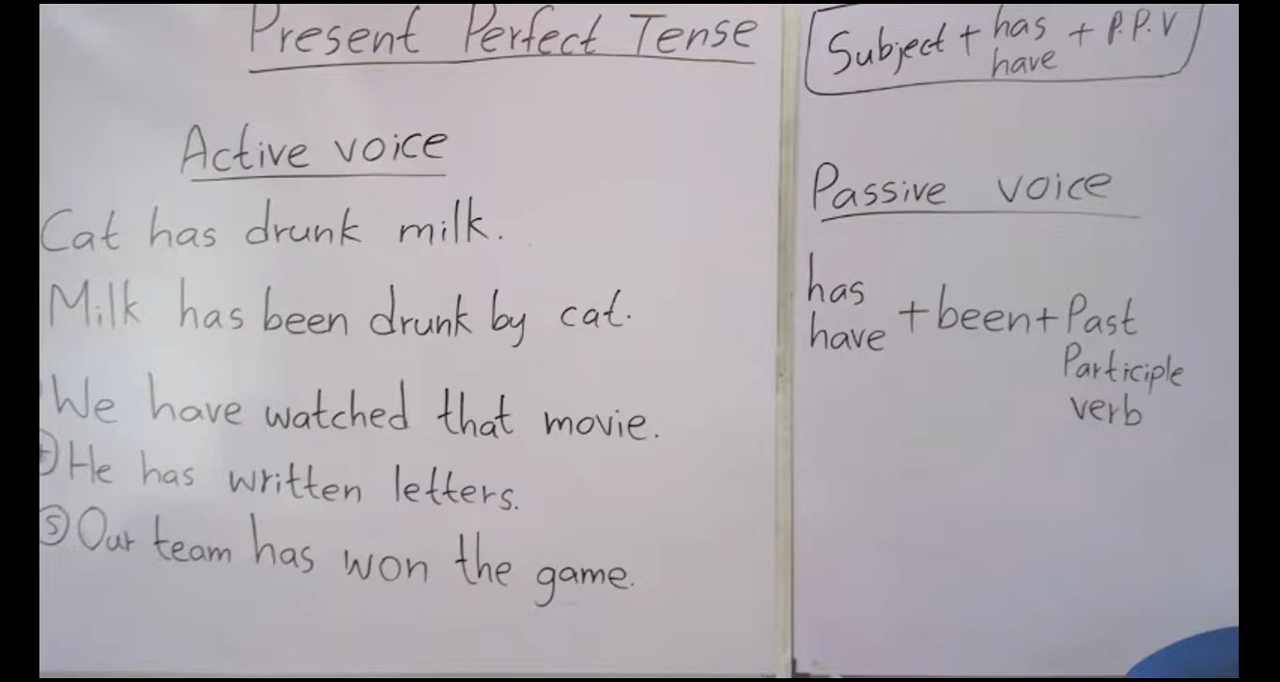 Present Perfect Tense
Active voice
Cat has drunk milk.
Milk has been drunk by cat.
We have watched that movie.
He has written letters.
⑤ Our team has won the game.
Subject + has have + P.P.V
Passive voice
has
have + been + Past
Participle
verb